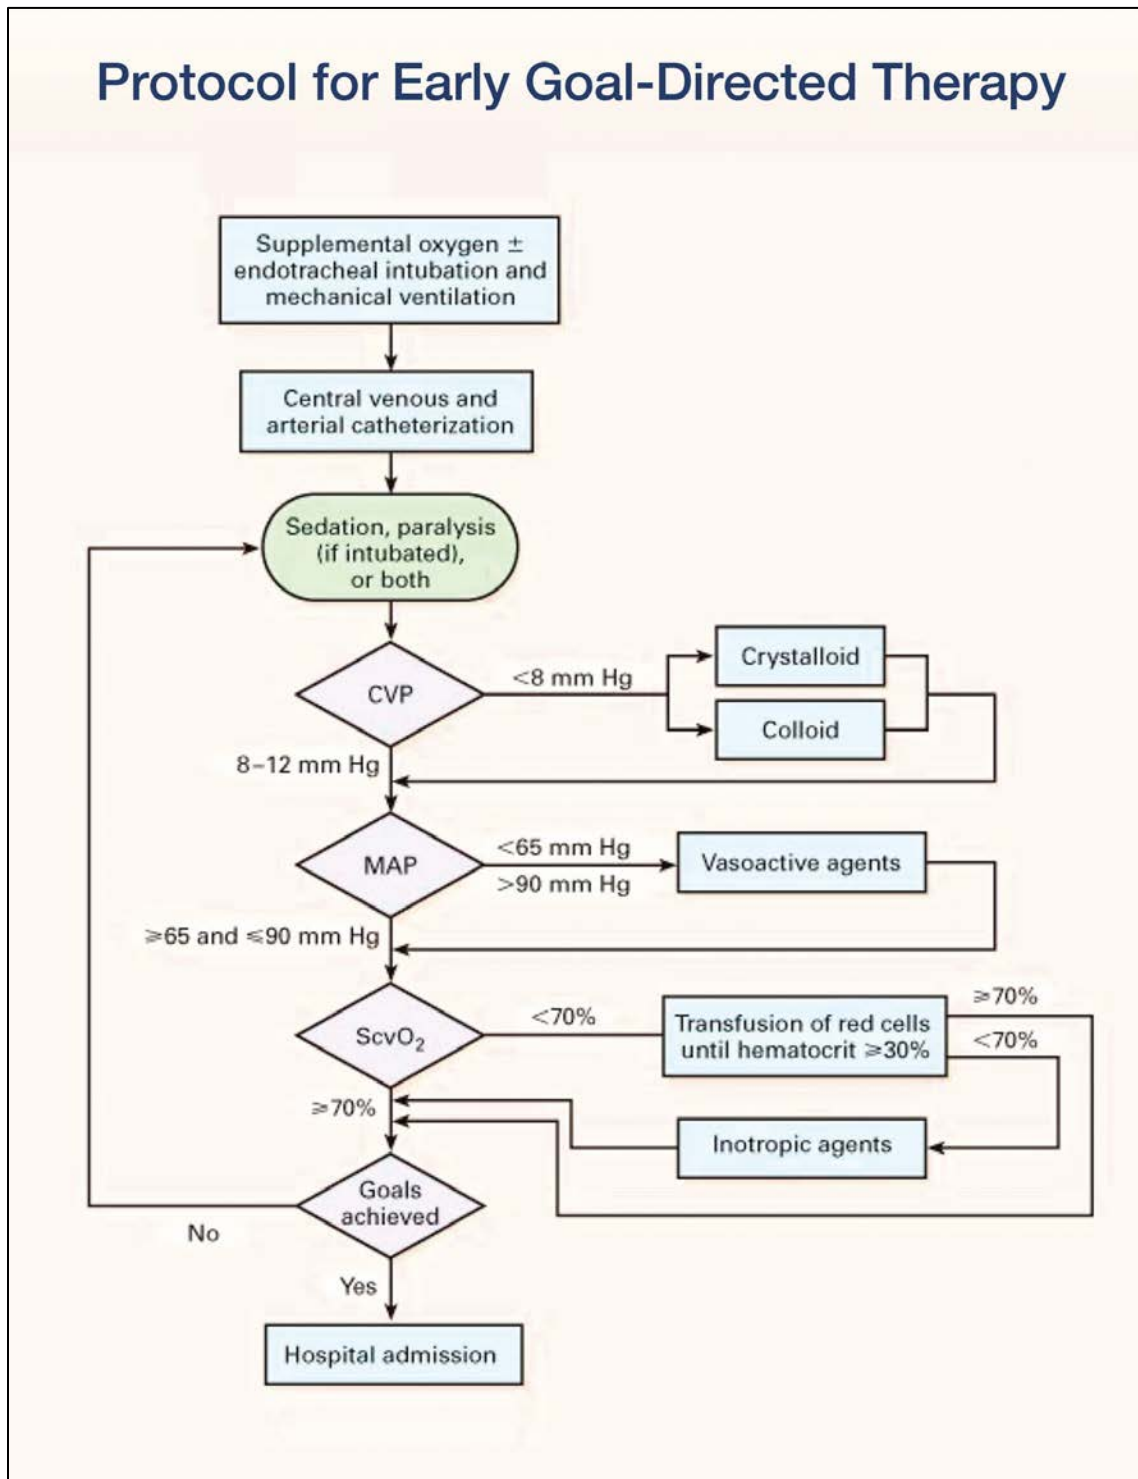 Protocol for Early Goal-Directed Therapy
Supplemental oxygen ±
endotracheal intubation and
mechanical ventilation
Central venous and
arterial catheterization
Sedation, paralysis
(if intubated),
or both
CVP
<8 mm Hg
Crystalloid
Colloid
8–12 mm Hg
MAP
<65 mm Hg
>90 mm Hg
Vasoactive agents
⩾65 and ⩽90 mm Hg
ScvO₂
<70%
Transfusion of red cells
until hematocrit ⩾30%
⩾70%
<70%
⩾70%
Inotropic agents
Goals
achieved
No
Yes
Hospital admission